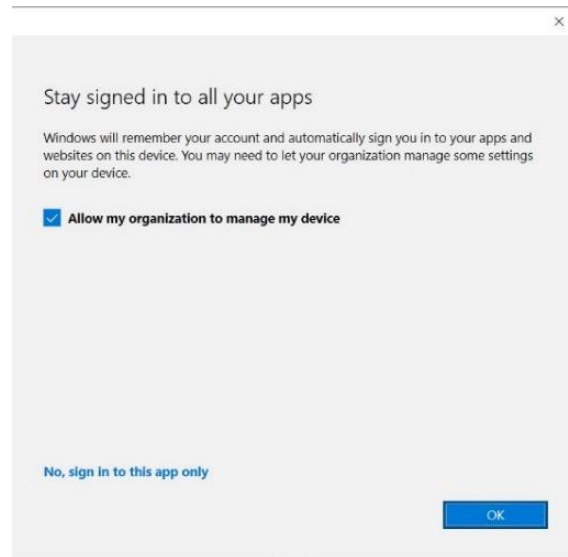 Stay signed in to all your apps
Windows will remember your account and automatically sign you in to your apps and
websites on this device. You may need to let your organization manage some settings
on your device.
Allow my organization to manage my device
No, sign in to this app only
OK